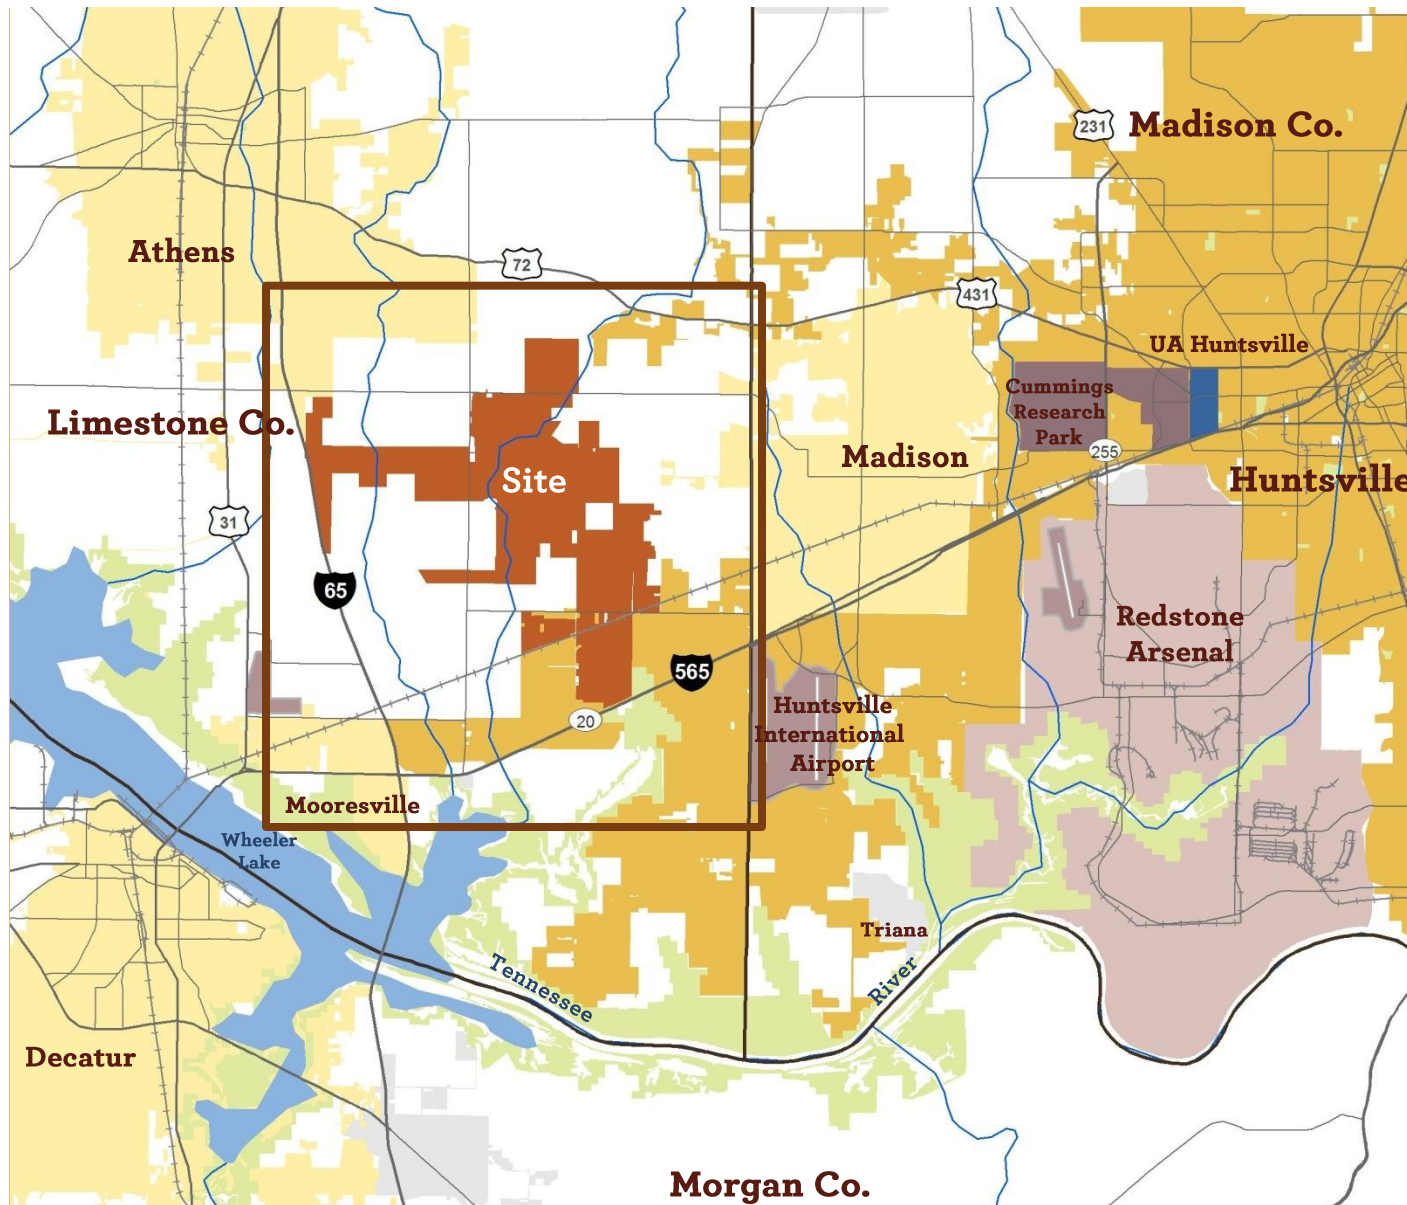 231
Madison Co.
Athens
72
431
UA Huntsville
Cummings
Research
Park
Limestone Co.
Madison
255
Site
Huntsville
31
65
Redstone
Arsenal
565
20
Huntsville
International
Airport
Mooresville
Wheeler
Lake
Triana
Tennessee
River
Decatur
Morgan Co.